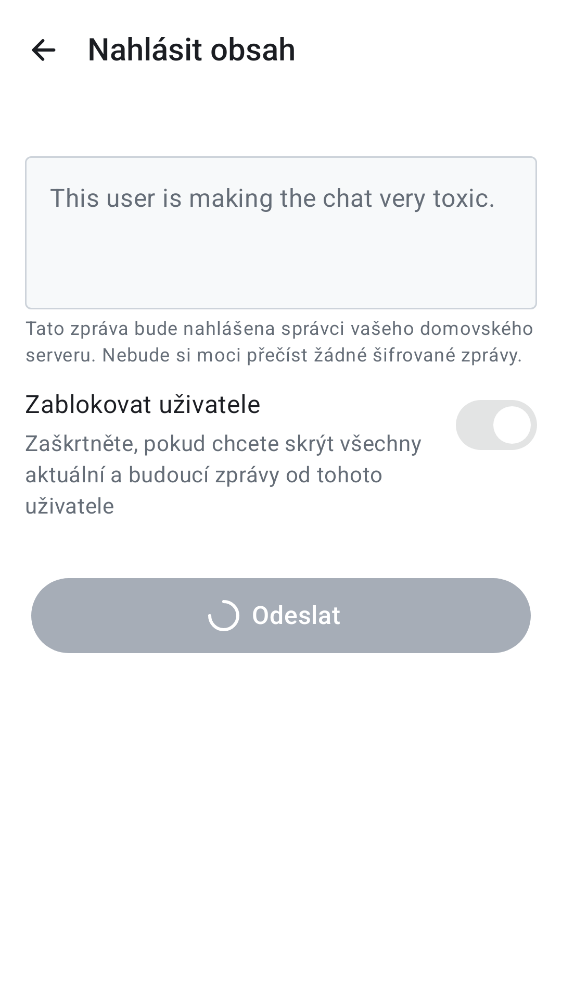 Nahlásit obsah
This user is making the chat very toxic.
Tato zpráva bude nahlášena správci vašeho domovského
serveru. Nebude si moci přečíst žádné šifrované zprávy.
Zablokovat uživatele
Zaškrtněte, pokud chcete skrýt všechny
aktuální a budoucí zprávy od tohoto
uživatele
Odeslat